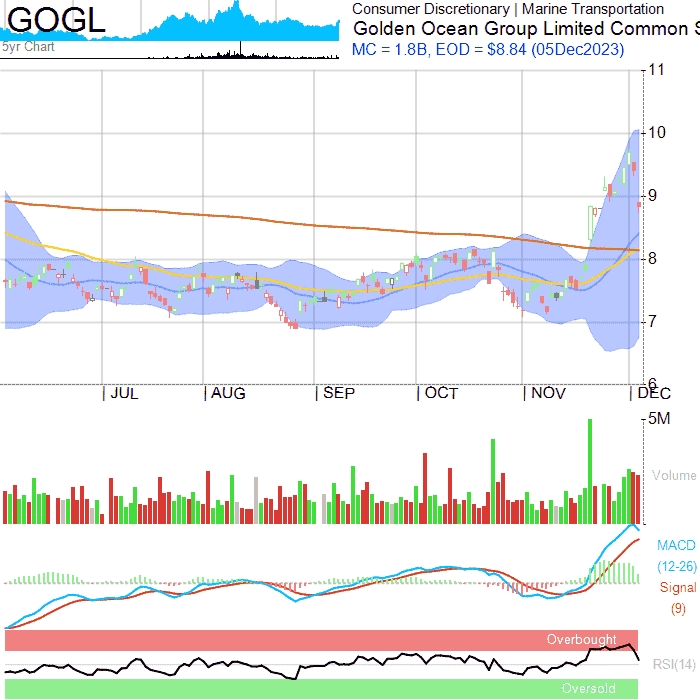 GOGL
5yr Chart
Consumer Discretionary | Marine Transportation
Golden Ocean Group Limited Common S
MC = 1.8B, EOD = $8.84 (05Dec2023)
11
10
9
8
7
6
JUL AUG SEP OCT NOV DEC
5M
Volume
MACD
(12-26)
Signal
(9)
Overbought
RSI(14)
Oversold